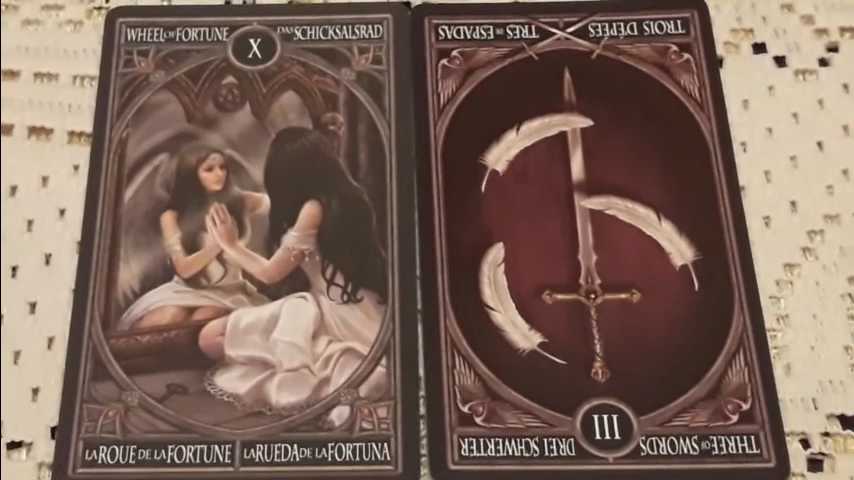 WHEEL OF FORTUNE DAS SCHICKSALSRAD
X
LA ROUE DE LA FORTUNE LA RUEDA DE LA FORTUNA
THREE OF SWORDS DREI SCHWERTER
III
TROIS D'ÉPÉES TRES DE ESPADAS